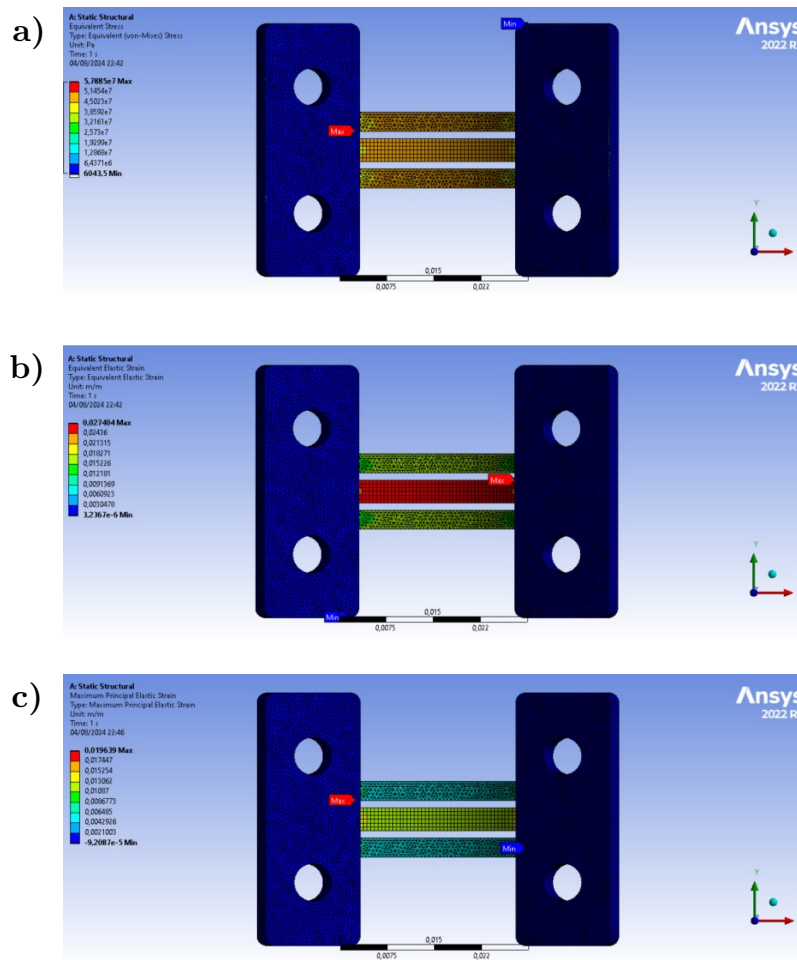 a)
A: Static Structural
Equivalent Stress
Type: Equivalent (von-Mises) Stress
Unit: Pa
Time: 1 s
04/08/2024 22:42
5,7885e7 Max
5,1454e7
4,5023e7
3,8592e7
3,2161e7
2,573e7
1,9299e7
1,2868e7
6,4371e6
6043,5 Min
Min
Max
Ansys
2022 R
Y
0,015
0,0075
0,022
b)
A: Static Structural
Equivalent Elastic Strain
Type: Equivalent Elastic Strain
Unit: m/m
Time: 1 s
04/08/2024 22:42
0,027404 Max
0,02436
0,021315
0,018271
0,015226
0,012181
0,0091369
0,0060923
0,0030478
3,2367e-6 Min
Max
Min
Ansys
2022 R
Y
0,015
0,0075
0,022
c)
A: Static Structural
Maximum Principal Elastic Strain
Type: Maximum Principal Elastic Strain
Unit: m/m
Time: 1 s
04/08/2024 22:46
0,019639 Max
0,017447
0,015254
0,013062
0,01087
0,0086773
0,006485
0,0042926
0,0021003
-9,2087e-5 Min
Max
Min
Ansys
2022 R
Y
0,015
0,0075
0,022